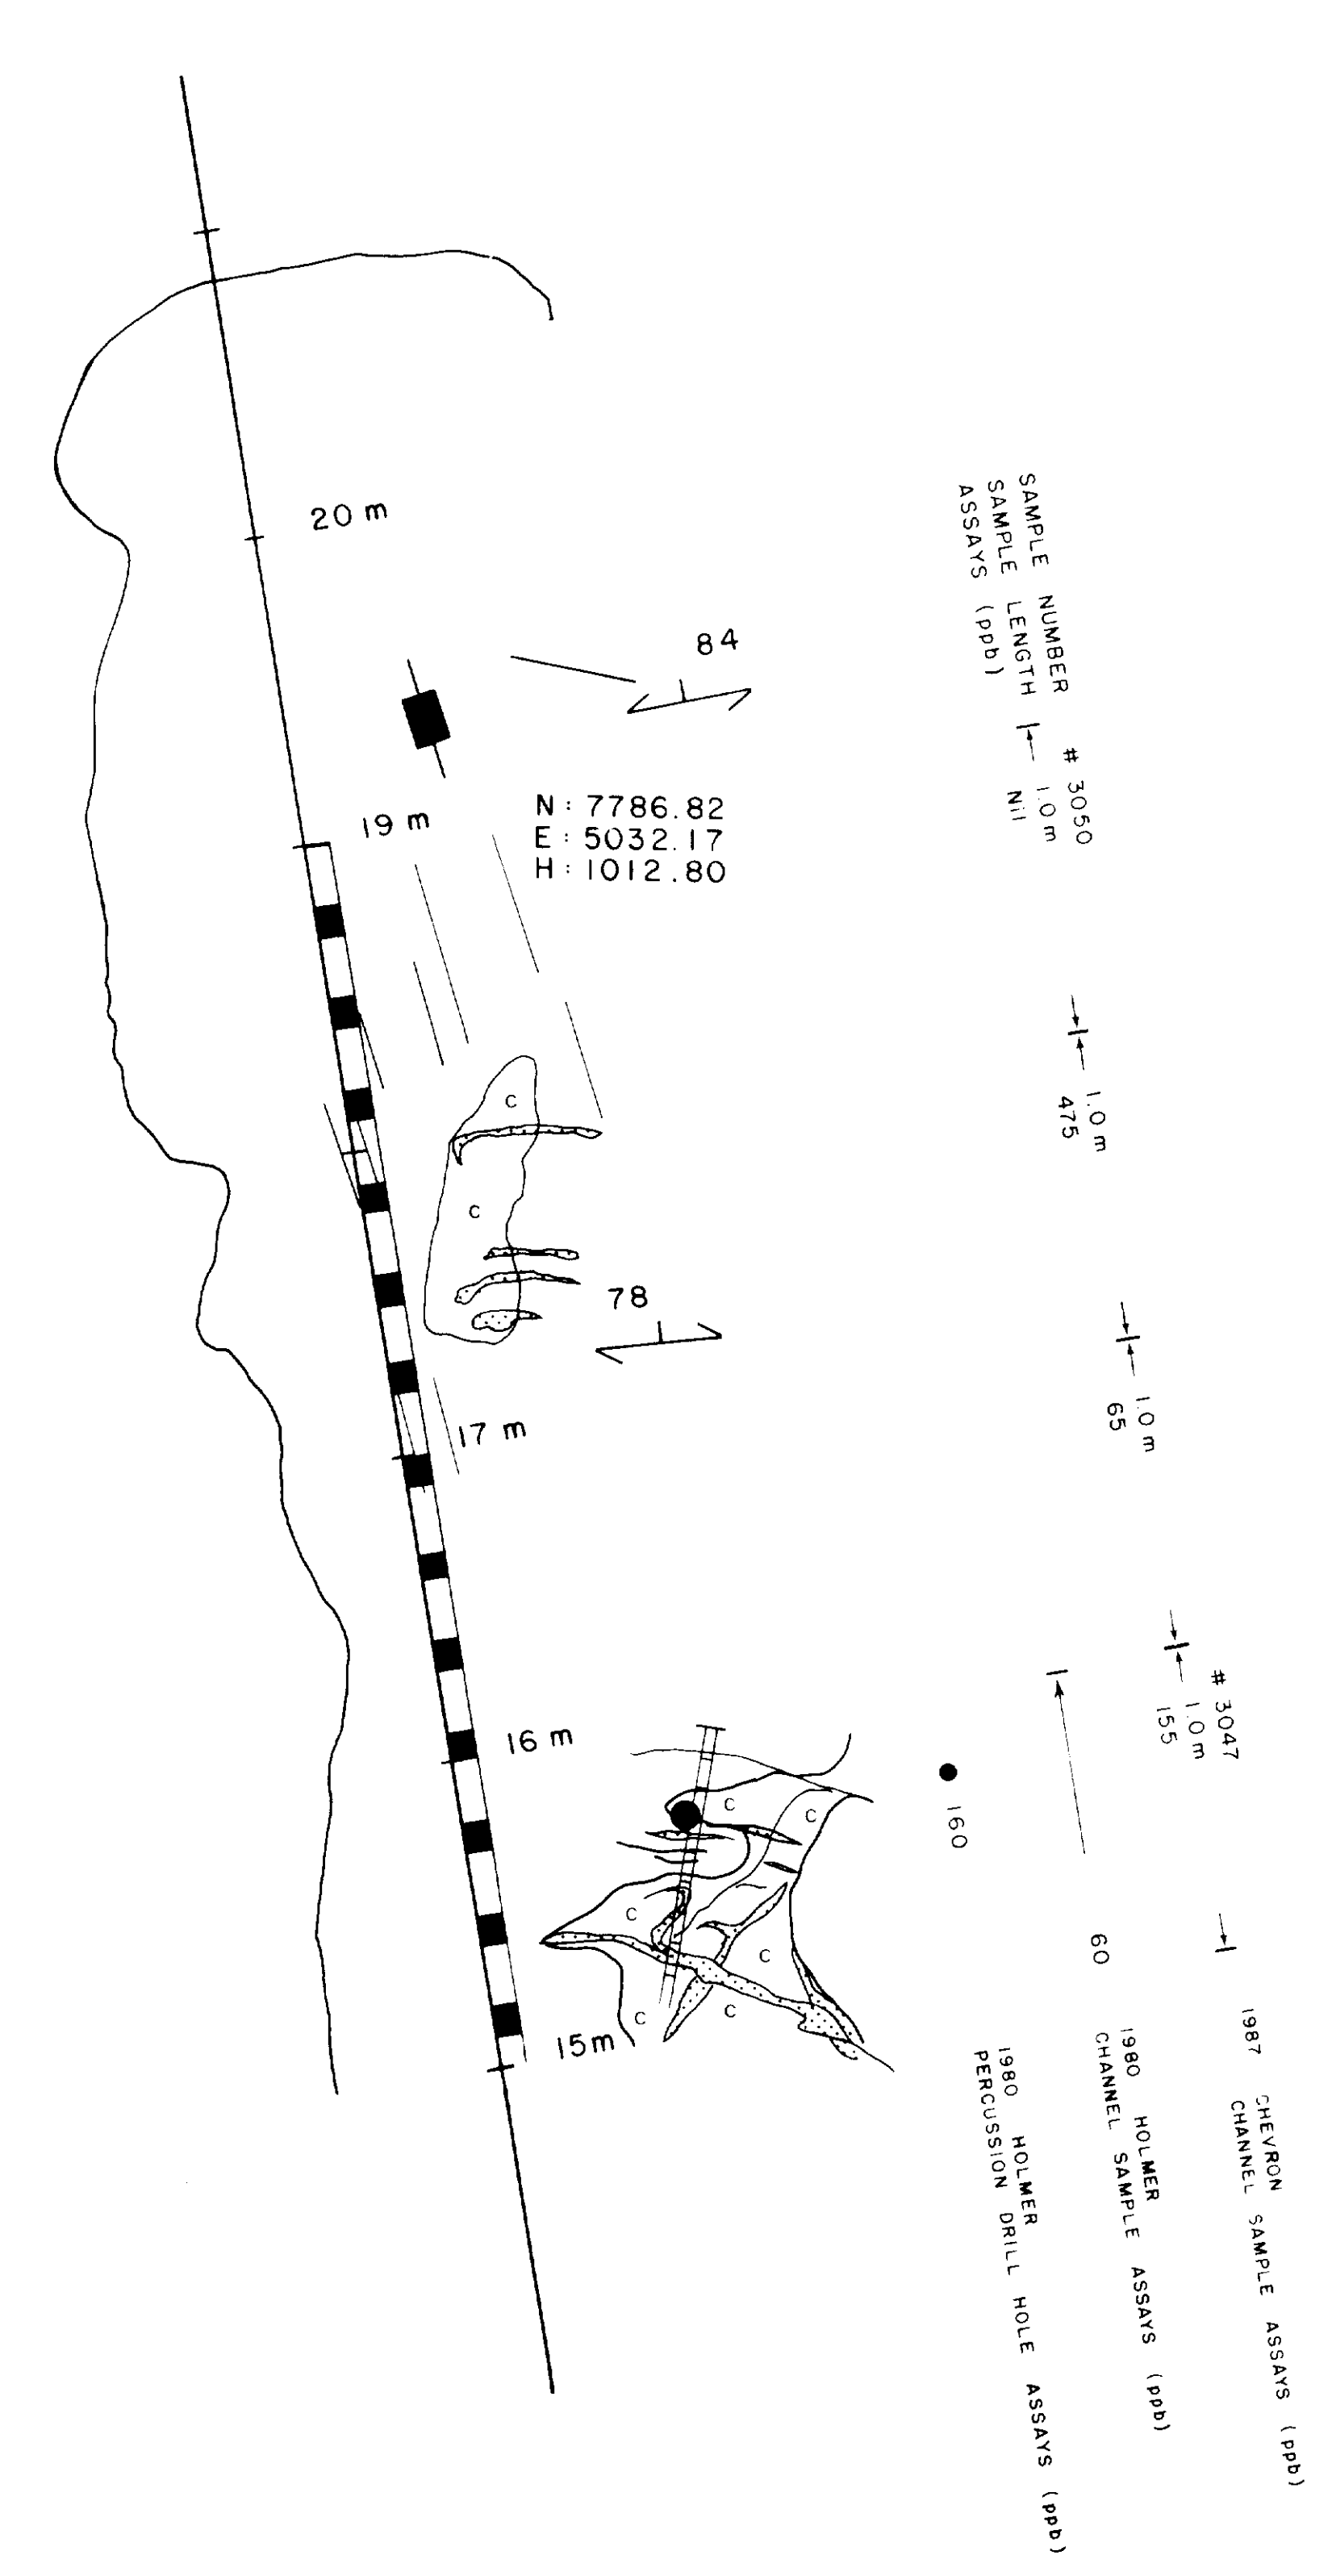 20 m
84
19 m
N: 7786.82
E: 5032.17
H: 1012.80
C
C
78
17 m
16 m
C
C
C
C
C
C
15m
SAMPLE NUMBER # 3050
SAMPLE LENGTH 1.0 m
ASSAYS (ppb) Nil
1.0 m
475
1.0 m
65
# 3047
1.0 m
155
160
60
1987 CHEVRON
CHANNEL SAMPLE ASSAYS (ppb)
1980 HOLMER
CHANNEL SAMPLE ASSAYS (ppb)
1980 HOLMER
PERCUSSION DRILL HOLE ASSAYS (ppb)